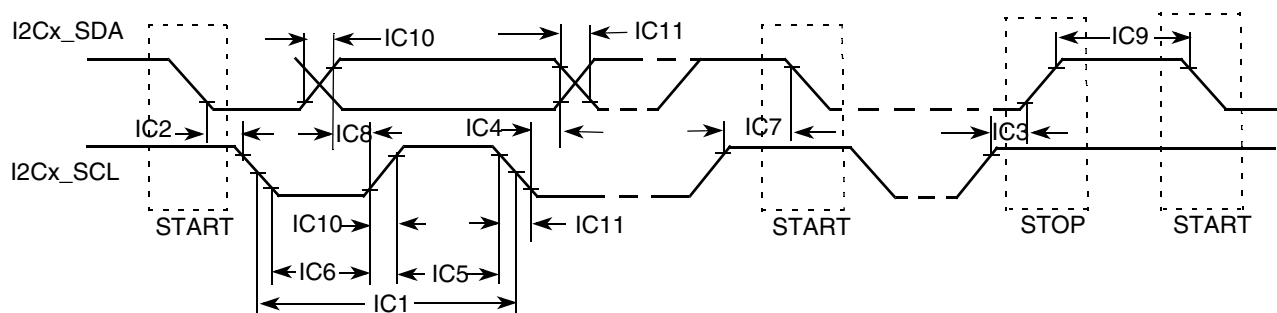 I2Cx_SDA
IC10
IC11
IC9
IC2
IC8
IC4
IC7
IC3
I2Cx_SCL
START
IC10
IC11
START
STOP
START
IC6
IC5
IC1